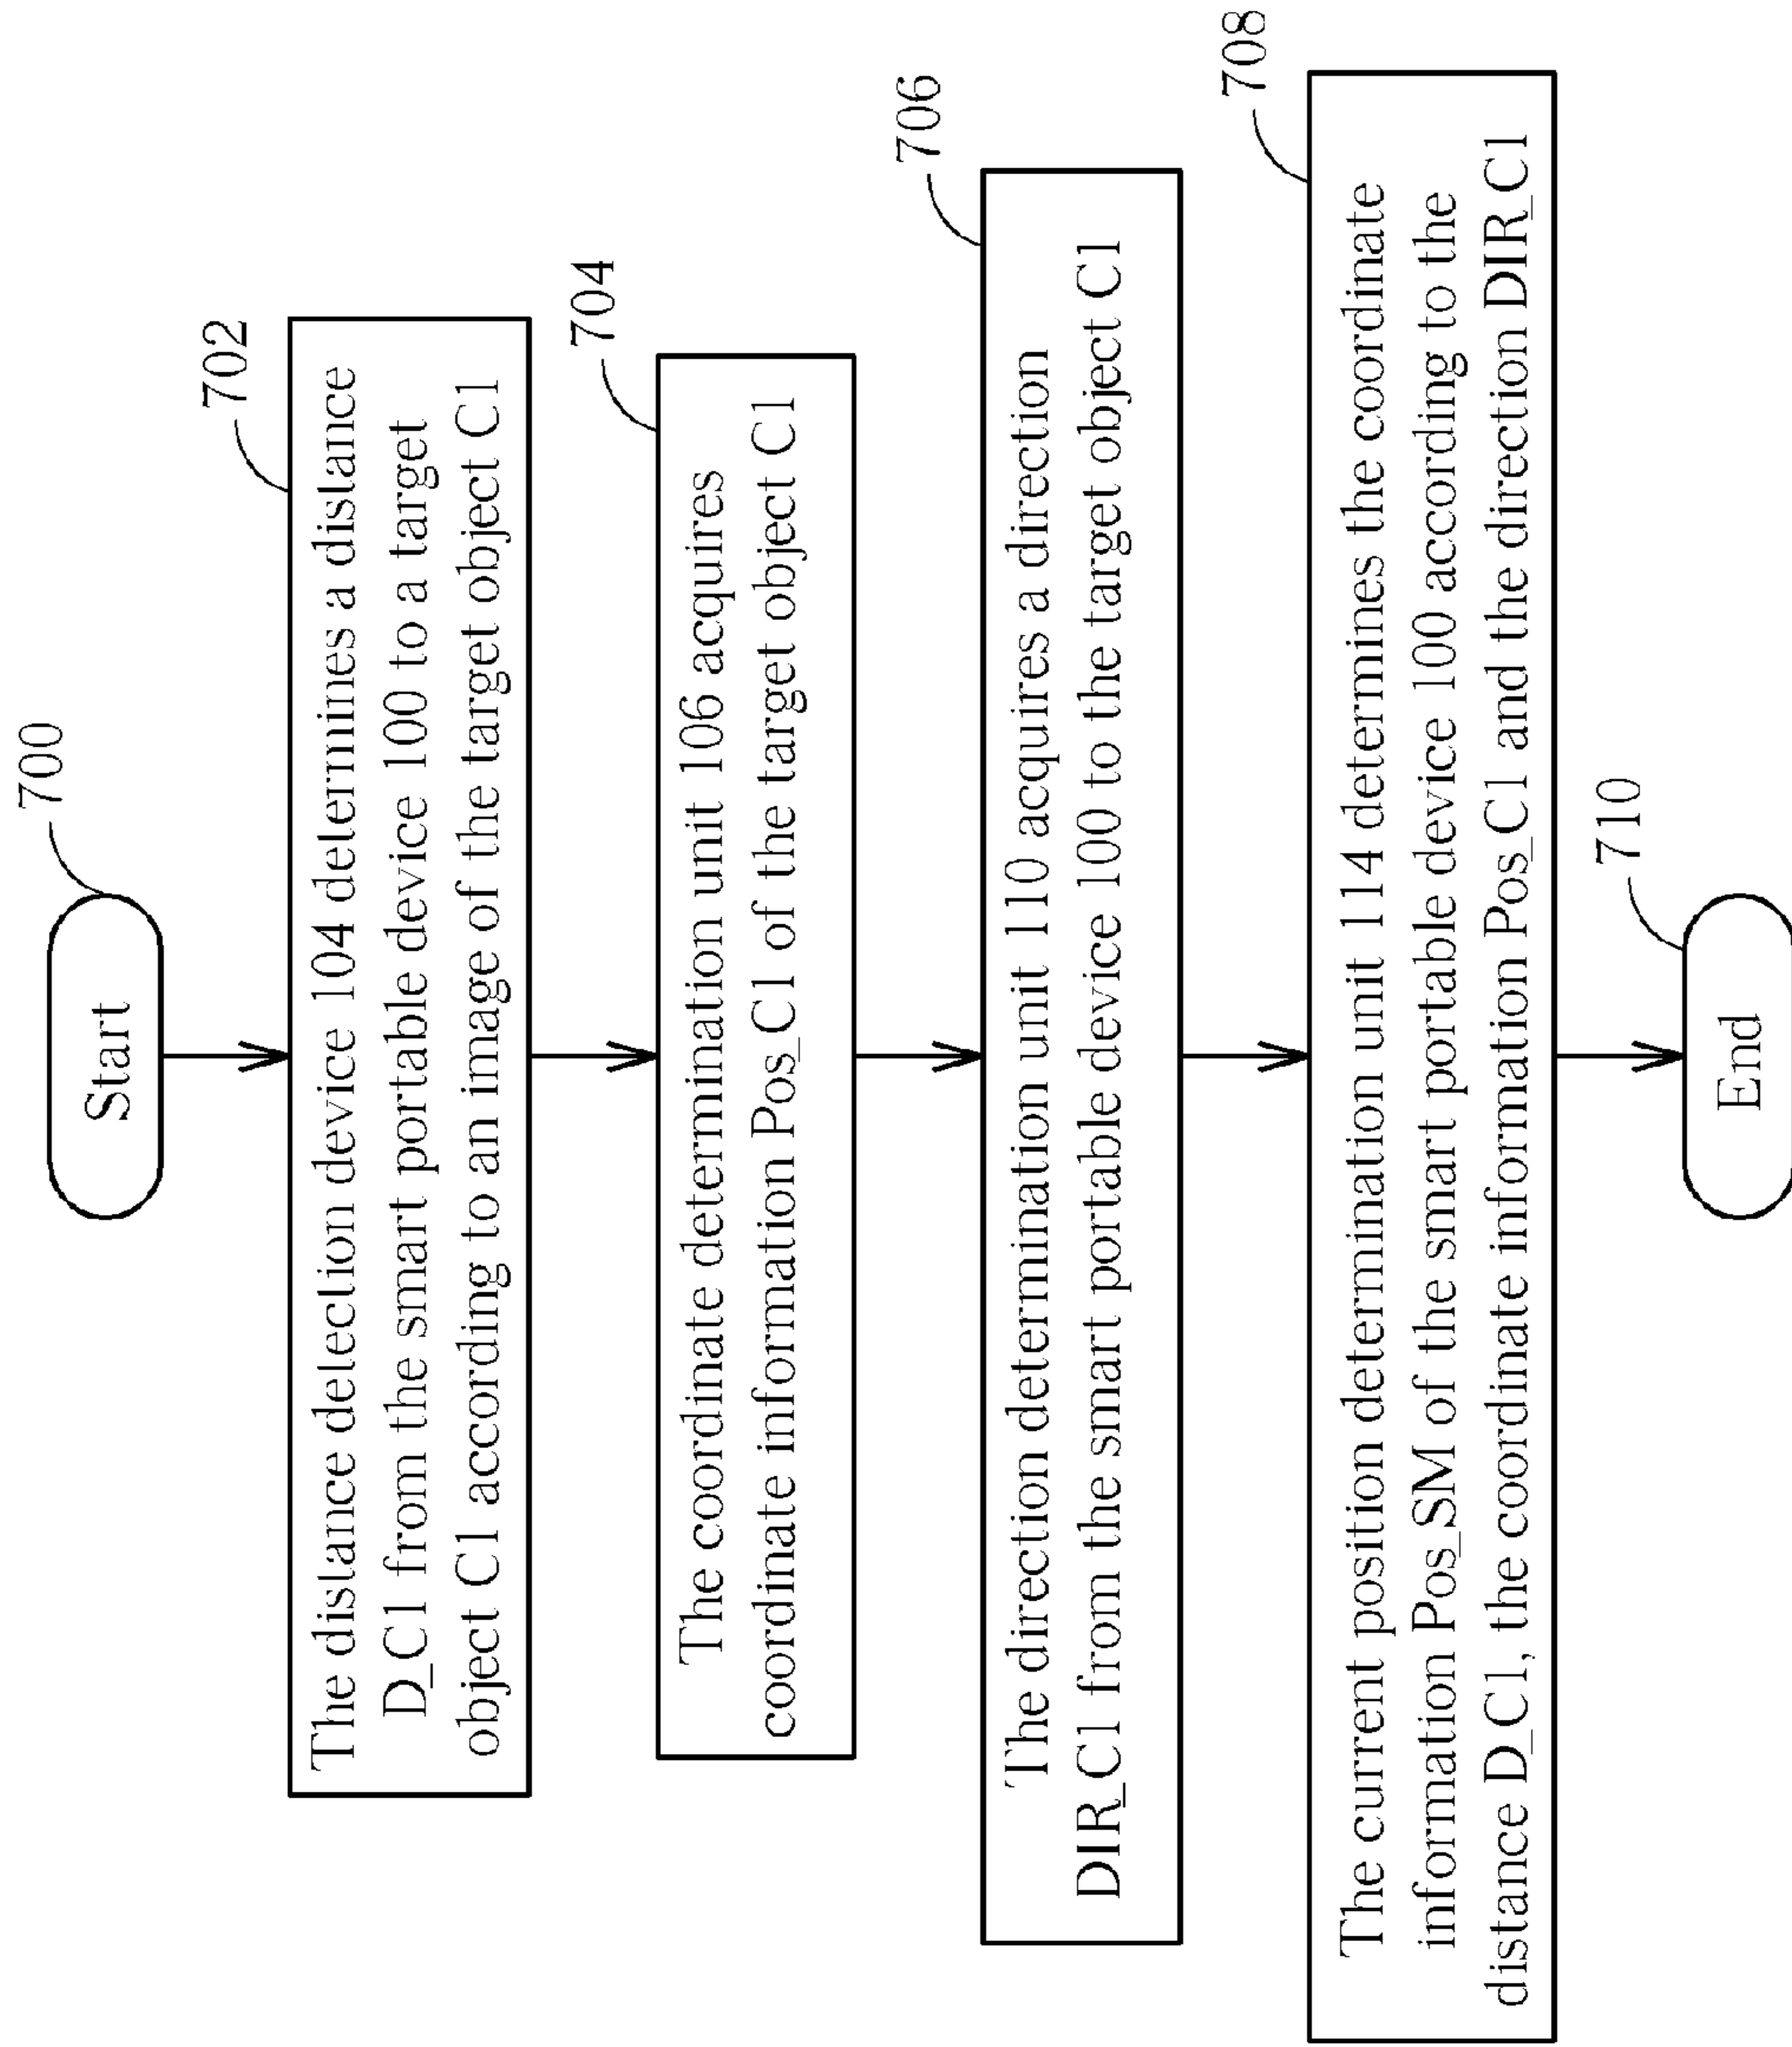 700
Start
702
The distance detection device 104 determines a distance
D_C1 from the smart portable device 100 to a target
object C1 according to an image of the target object C1
704
The coordinate determination unit 106 acquires
coordinate information Pos_C1 of the target object C1
706
The direction determination unit 110 acquires a direction
DIR_C1 from the smart portable device 100 to the target object C1
708
The current position determination unit 114 determines the coordinate
information Pos_SM of the smart portable device 100 according to the
distance D_C1, the coordinate information Pos_C1 and the direction DIR_C1
710
End